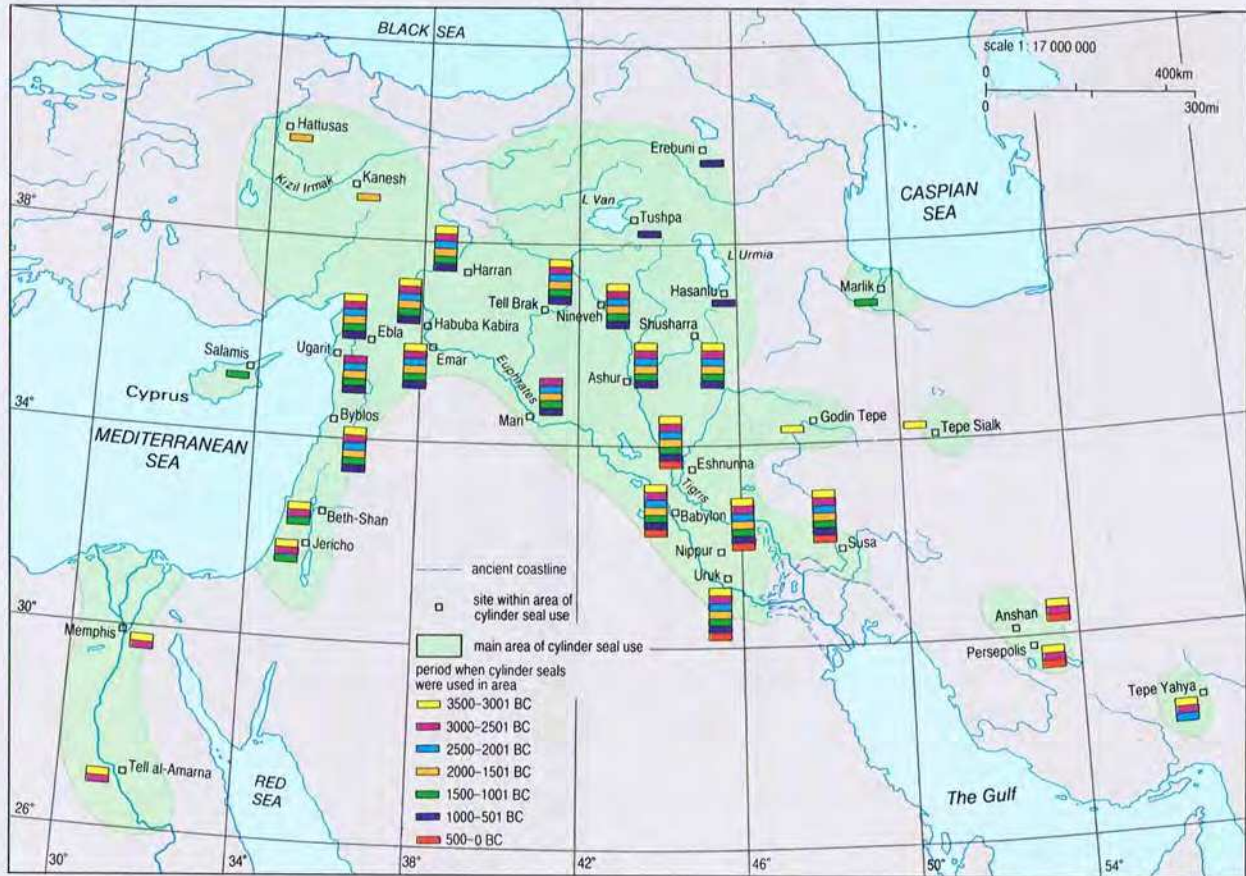 BLACK SEA
scale 1 : 17 000 000
0 400km
0 300mi
Hattusas
Erebuni
Kizil Irmak
Kanesh
CASPIAN
SEA
38°
L Van
Tushpa
L Urmia
Harran
Marlik
Tell Brak
Nineveh
Hasanlu
Habuba Kabira
Shusharra
Ebla
Ugarit
Emar
Salamis
Ashur
Euphrates
Cyprus
34°
Byblos
Mari
Godin Tepe
Tepe Sialk
MEDITERRANEAN
SEA
Eshnunna
Tigris
Beth-Shan
Babylon
Jericho
Nippur
Susa
Uruk
ancient coastline
site within area of
cylinder seal use
30°
Memphis
Anshan
main area of cylinder seal use
Persepolis
period when cylinder seals
were used in area
Tepe Yahya
3500–3001 BC
3000–2501 BC
2500–2001 BC
Tell al-Amarna
2000–1501 BC
RED
SEA
1500–1001 BC
The Gulf
1000–501 BC
26°
500–0 BC
30° 34° 38° 42° 46° 50° 54°